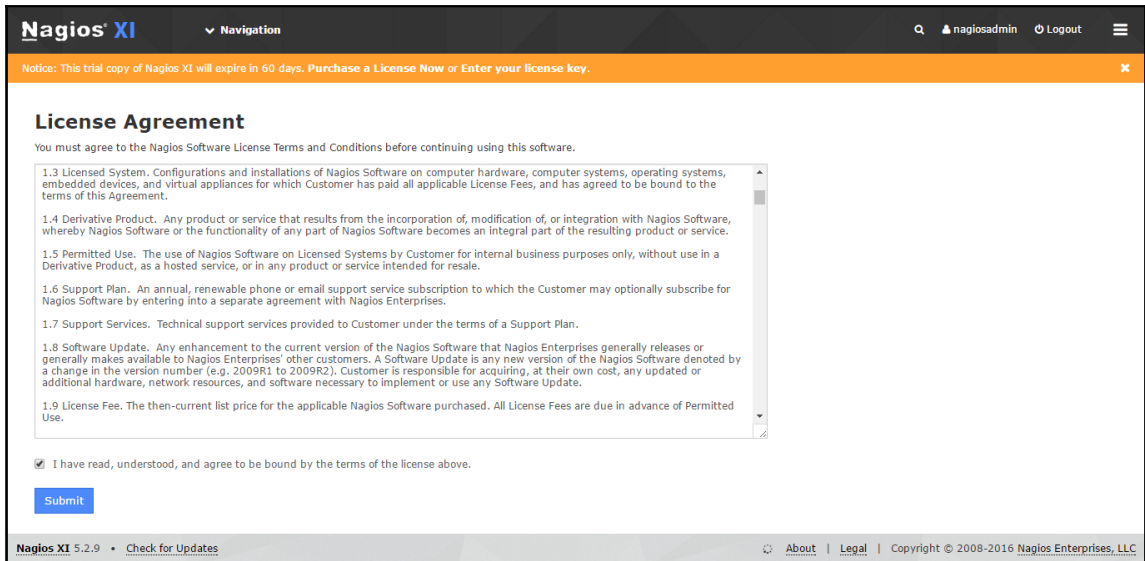 Nagios® XI Navigation nagiosadmin Logout
Notice: This trial copy of Nagios XI will expire in 60 days. Purchase a License Now or Enter your license key.
License Agreement
You must agree to the Nagios Software License Terms and Conditions before continuing using this software.
1.3 Licensed System. Configurations and installations of Nagios Software on computer hardware, computer systems, operating systems,
embedded devices, and virtual appliances for which Customer has paid all applicable License Fees, and has agreed to be bound to the
terms of this Agreement.
1.4 Derivative Product. Any product or service that results from the incorporation of, modification of, or integration with Nagios Software,
whereby Nagios Software or the functionality of any part of Nagios Software becomes an integral part of the resulting product or service.
1.5 Permitted Use. The use of Nagios Software on Licensed Systems by Customer for internal business purposes only, without use in a
Derivative Product, as a hosted service, or in any product or service intended for resale.
1.6 Support Plan. An annual, renewable phone or email support service subscription to which the Customer may optionally subscribe for
Nagios Software by entering into a separate agreement with Nagios Enterprises.
1.7 Support Services. Technical support services provided to Customer under the terms of a Support Plan.
1.8 Software Update. Any enhancement to the current version of the Nagios Software that Nagios Enterprises generally releases or
generally makes available to Nagios Enterprises' other customers. A Software Update is any new version of the Nagios Software denoted by
a change in the version number (e.g. 2009R1 to 2009R2). Customer is responsible for acquiring, at their own cost, any updated or
additional hardware, network resources, and software necessary to implement or use any Software Update.
1.9 License Fee. The then-current list price for the applicable Nagios Software purchased. All License Fees are due in advance of Permitted
Use.
I have read, understood, and agree to be bound by the terms of the license above.
Submit
Nagios XI 5.2.9 • Check for Updates About | Legal | Copyright © 2008-2016 Nagios Enterprises, LLC